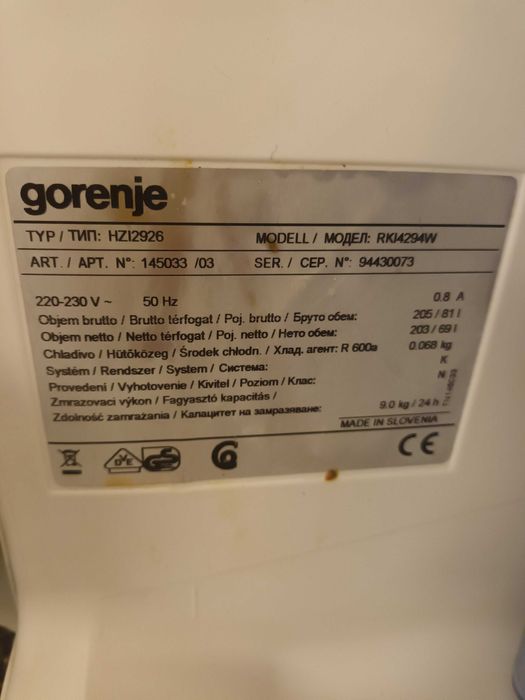 gorenje
TYP / ТИП: HZI2926 MODELL / МОДЕЛ: RKI4294W
ART. / АРТ. N°: 145033 /03 SER. / СЕР. N°: 94430073
220-230 V ~ 50 Hz 0.8 A
Objem brutto / Brutto térfogat / Poj. brutto / Бруто обем: 205 / 81 l
Objem netto / Netto térfogat / Poj. netto / Нето обем: 203 / 69 l
Chladivo / Hűtőközeg / Środek chłodn. / Хлад. агент: R 600a 0.068 kg
Systém / Rendszer / System / Система: K
Provedeni / Vyhotovenie / Kivitel / Poziom / Клас: N
Zmrazovací výkon / Fagyasztó kapacitás /
Zdolność zamrażania / Капацитет на замразяване: 9.0 kg / 24 h
MADE IN SLOVENIA
DVE GS G CE